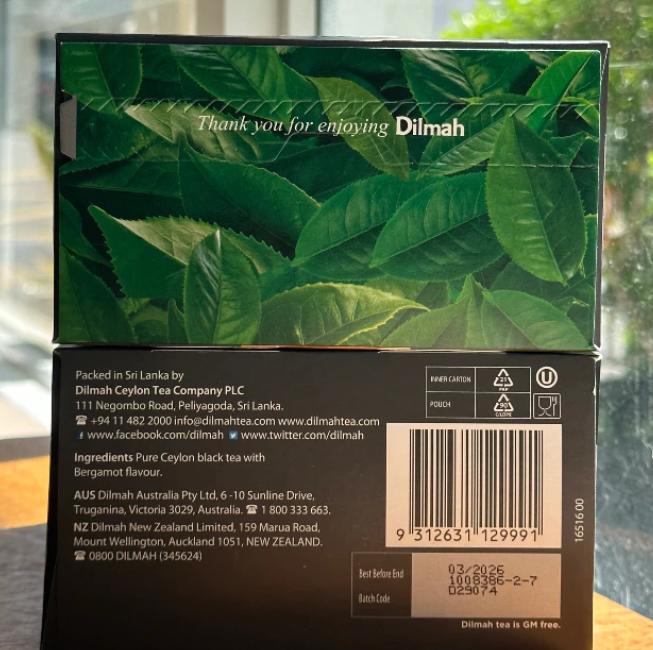 Thank you for enjoying Dilmah
Packed in Sri Lanka by
Dilmah Ceylon Tea Company PLC
111 Negombo Road, Peliyagoda, Sri Lanka.
☎ +94 11 482 2000 info@dilmahtea.com www.dilmahtea.com
www.facebook.com/dilmah www.twitter.com/dilmah
Ingredients Pure Ceylon black tea with
Bergamot flavour.
AUS Dilmah Australia Pty Ltd, 6 -10 Sunline Drive,
Truganina, Victoria 3029, Australia. ☎ 1 800 333 663.
NZ Dilmah New Zealand Limited, 159 Marua Road,
Mount Wellington, Auckland 1051, NEW ZEALAND.
☎ 0800 DILMAH (345624)
INNER CARTON 21 PAP
POUCH 90 C/LDPE
U
9 312631 129991
16516 00
Best Before End 03/2026
1008386-2-7
Batch Code D29074
Dilmah tea is GM free.